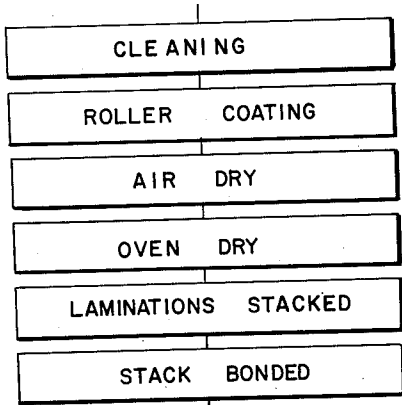 CLEANING
ROLLER COATING
AIR DRY
OVEN DRY
LAMINATIONS STACKED
STACK BONDED